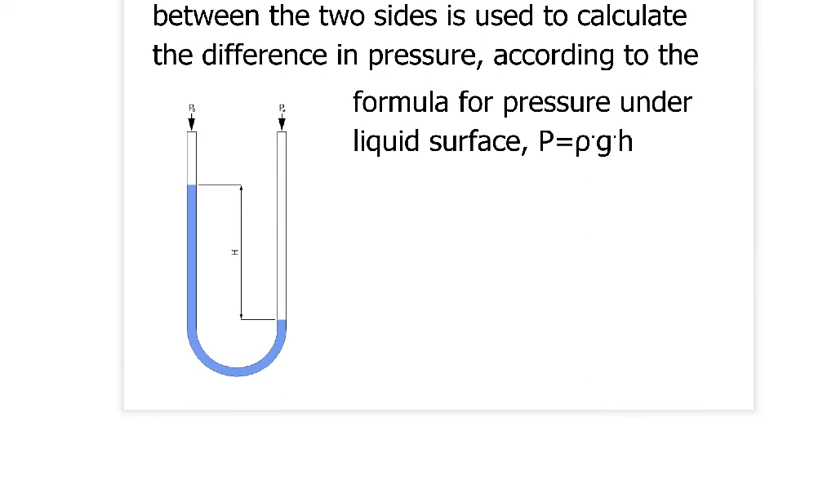 between the two sides is used to calculate
the difference in pressure, according to the
formula for pressure under
liquid surface, P=ρ·g·h
H